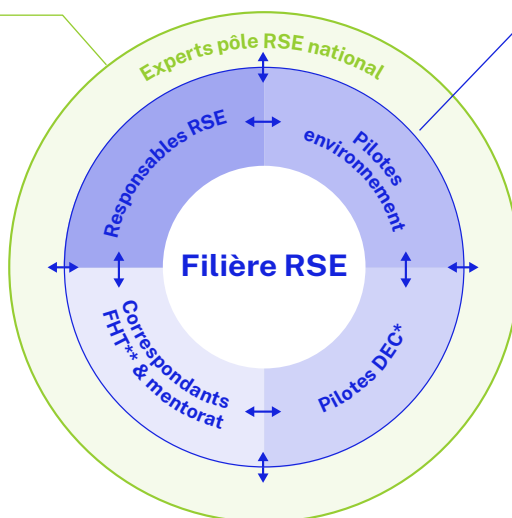 Experts pôle RSE national
Responsables RSE
Pilotes
environnement
Filière RSE
Correspondants
FHT** & mentorat
Pilotes DEC*